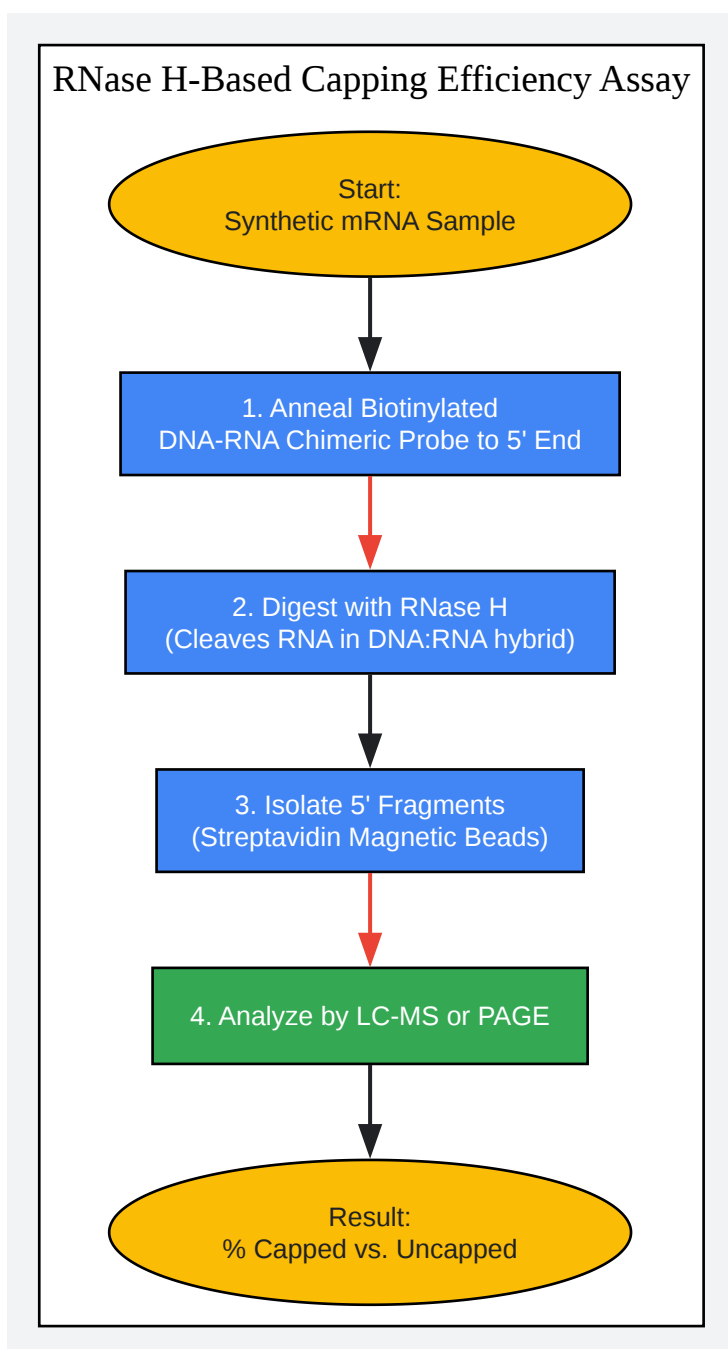 RNase H-Based Capping Efficiency Assay
Start:
Synthetic mRNA Sample
1. Anneal Biotinylated
DNA-RNA Chimeric Probe to 5' End
2. Digest with RNase H
(Cleaves RNA in DNA:RNA hybrid)
3. Isolate 5' Fragments
(Streptavidin Magnetic Beads)
4. Analyze by LC-MS or PAGE
Result:
% Capped vs. Uncapped